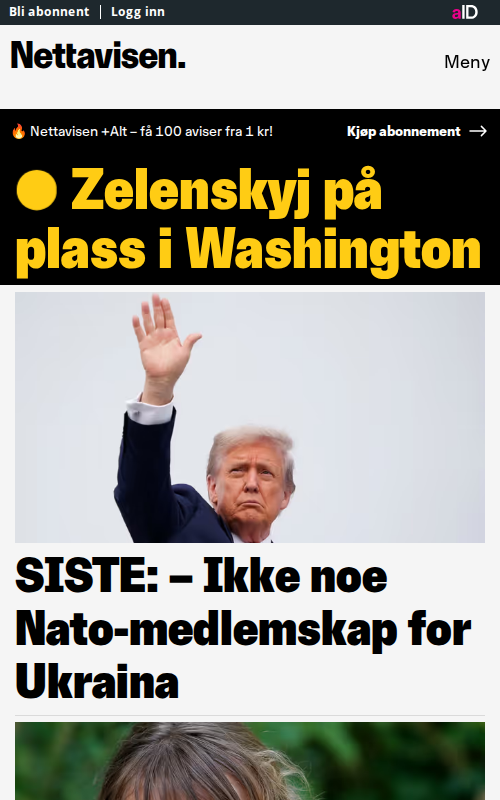 Bli abonnent | Logg inn
aID
Nettavisen.
Meny
🔥 Nettavisen +Alt – få 100 aviser fra 1 kr!
Kjøp abonnement →
Zelenskyj på
plass i Washington
SISTE: – Ikke noe
Nato-medlemskap for
Ukraina